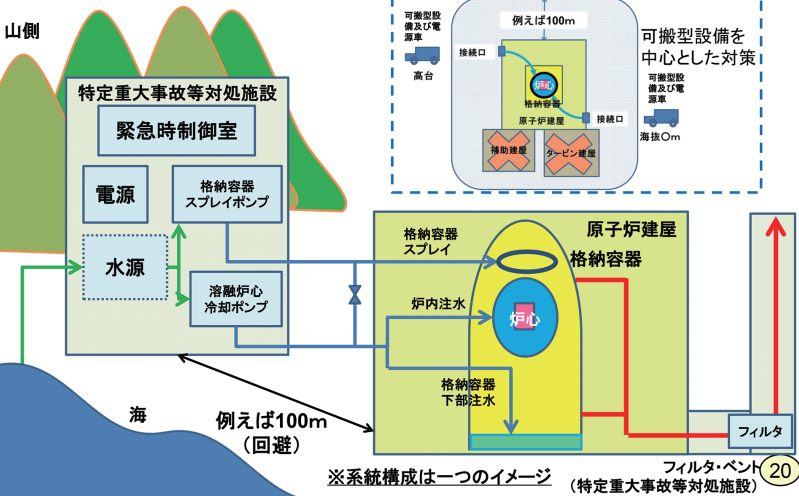 山側
特定重大事故等対処施設
緊急時制御室
電源
格納容器
スプレイポンプ
水源
溶融炉心
冷却ポンプ
海
例えば100m
(回避)
可搬型設
備及び電
源車
高台
例えば100m
接続口
炉心
格納容器
原子炉建屋
接続口
補助建屋
タービン建屋
可搬型設備を
中心とした対策
可搬型設
備及び電
源車
海抜〇m
原子炉建屋
格納容器
格納容器
スプレイ
炉内注水
炉心
格納容器
下部注水
フィルタ
フィルタ・ベント
(特定重大事故等対処施設)
※系統構成は一つのイメージ
20